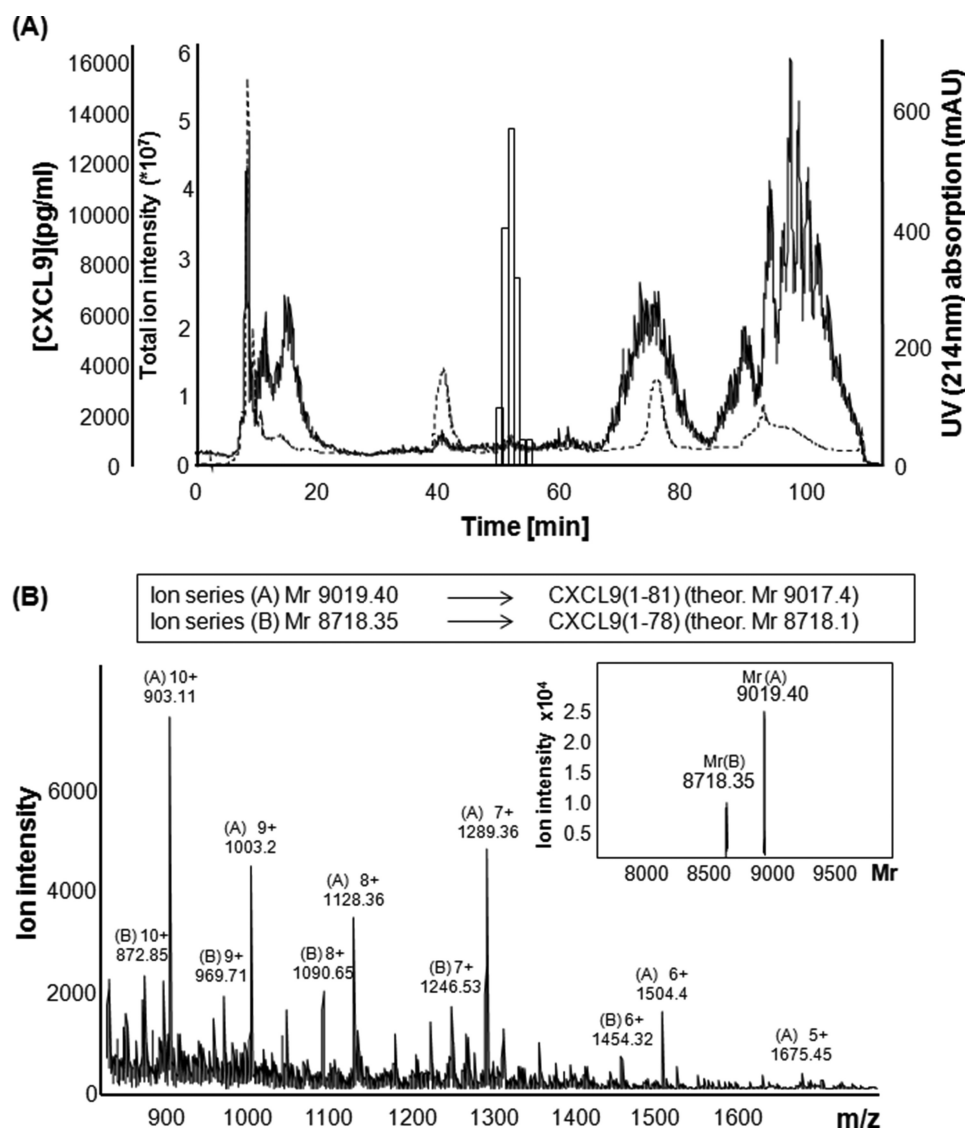 (A)
[CXCL9](pg/ml)
16000
14000
12000
10000
8000
6000
4000
2000
0
Total ion intensity (*10⁷)
6
5
4
3
2
1
0
UV (214nm) absorption (mAU)
600
400
200
0
0 20 40 60 80 100
Time [min]
(B)
Ion series (A) Mr 9019.40 → CXCL9(1-81) (theor. Mr 9017.4)
Ion series (B) Mr 8718.35 → CXCL9(1-78) (theor. Mr 8718.1)
Ion intensity
6000
4000
2000
0
(A) 10+
903.11
(B) 10+
872.85
(B) 9+
969.71
(A) 9+
1003.2
(B) 8+
1090.65
(A) 8+
1128.36
(B) 7+
1246.53
(A) 7+
1289.36
(B) 6+
1454.32
(A) 6+
1504.4
(A) 5+
1675.45
Ion intensity x10⁴
2.5
2.0
1.5
1.0
0.5
Mr(A)
9019.40
Mr(B)
8718.35
8000 8500 9000 9500 Mr
900 1000 1100 1200 1300 1400 1500 1600 m/z